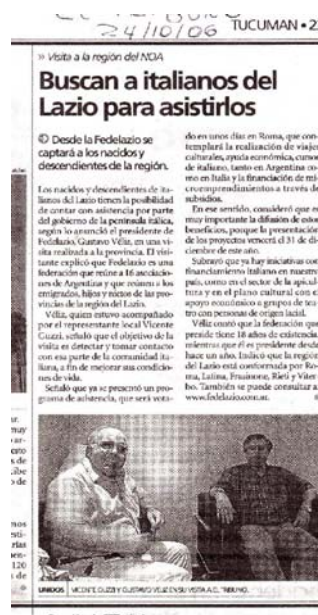 24/10/06
TUCUMAN • 2
» Visita a la región del NOA
Buscan a italianos del
Lazio para asistirlos
Desde la Fedelazio se
captará a los nacidos y
descendientes de la región.
Los nacidos y descendientes de ita-
lianos del Lazio tienen la posibilidad
de contar con asistencia por parte
del gobierno de la península itálica,
según lo anunció el presidente de
Fedelazio, Gustavo Véliz, en una vi-
sita realizada a la provincia. El visi-
tante explicó que Fedelazio es una
federación que reúne a 16 asociacio-
nes de Argentina y que reúnen a los
emigrados, hijos y nietos de las pro-
vincias de la región del Lazio.
Véliz, quien estuvo acompañado
por el representante local Vicente
Guzzi, señaló que el objetivo de la
visita es detectar y tomar contacto
con esa parte de la comunidad ita-
liana, a fin de mejorar sus condicio-
nes de vida.
Señaló que ya se presentó un pro-
grama de asistencia, que será vota-
do en unos días en Roma, que con-
templará la realización de viajes
culturales, ayuda económica, cursos
de italiano, tanto en Argentina co-
mo en Italia y la financiación de mi-
croemprendimientos a través de
subsidios.
En ese sentido, consideró que es
muy importante la difusión de estos
beneficios, porque la presentación
de los proyectos vencerá el 31 de di-
ciembre de este año.
Subrayó que ya hay iniciativas con
financiamiento italiano en nuestro
país, como en el sector de la apicul-
tura y en el plano cultural con el
apoyo económico a grupos de tea-
tro con personas de origen lacial.
Véliz contó que la federación que
preside tiene 18 años de existencia,
mientras que él es presidente desde
hace un año. Indicó que la región
del Lazio está conformada por Ro-
ma, Latina, Frosinone, Rieti y Viter-
bo. También se puede consultar a
www.fedelazio.com.ar.
UNIDOS | VICENTE GUZZI Y GUSTAVO VÉLIZ EN SU VISITA A EL TRIBUNO.